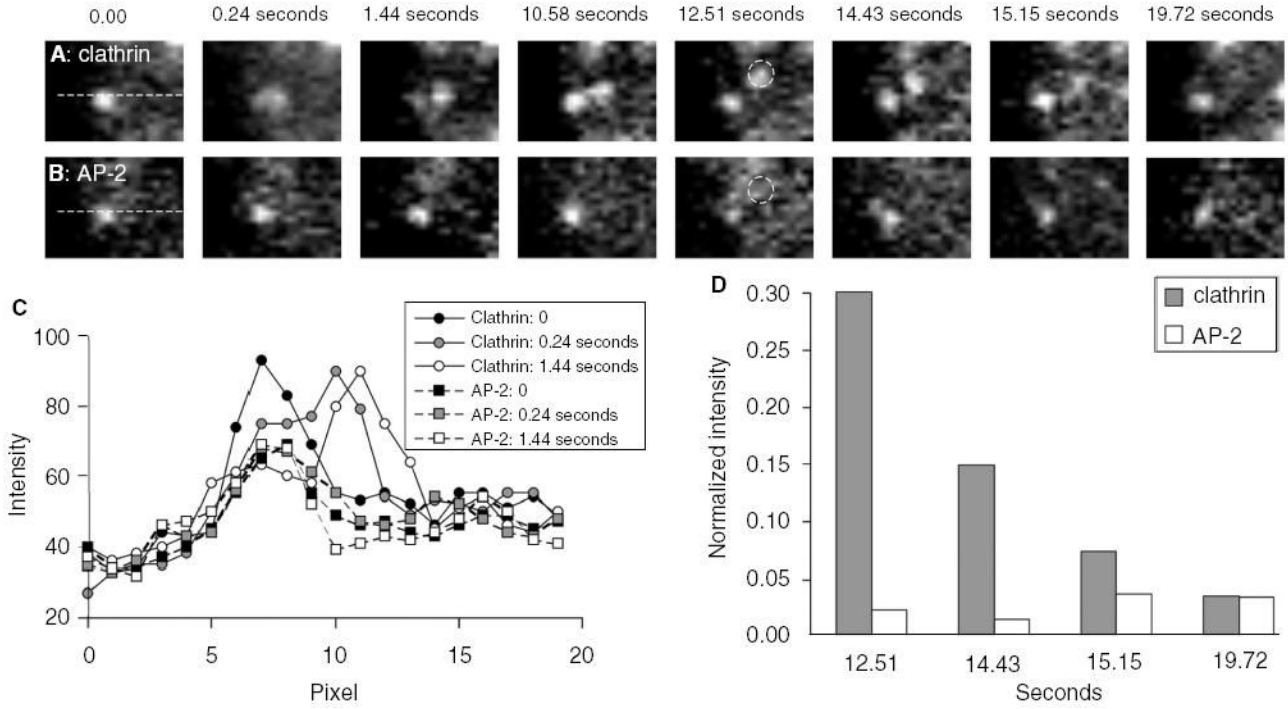 0.00 0.24 seconds 1.44 seconds 10.58 seconds 12.51 seconds 14.43 seconds 15.15 seconds 19.72 seconds
A: clathrin
B: AP-2
C
Clathrin: 0
Clathrin: 0.24 seconds
Clathrin: 1.44 seconds
AP-2: 0
AP-2: 0.24 seconds
AP-2: 1.44 seconds
100
80
60
40
20
Intensity
0 5 10 15 20
Pixel
D
clathrin
AP-2
0.30
0.25
0.20
0.15
0.10
0.05
0.00
Normalized intensity
12.51 14.43 15.15 19.72
Seconds